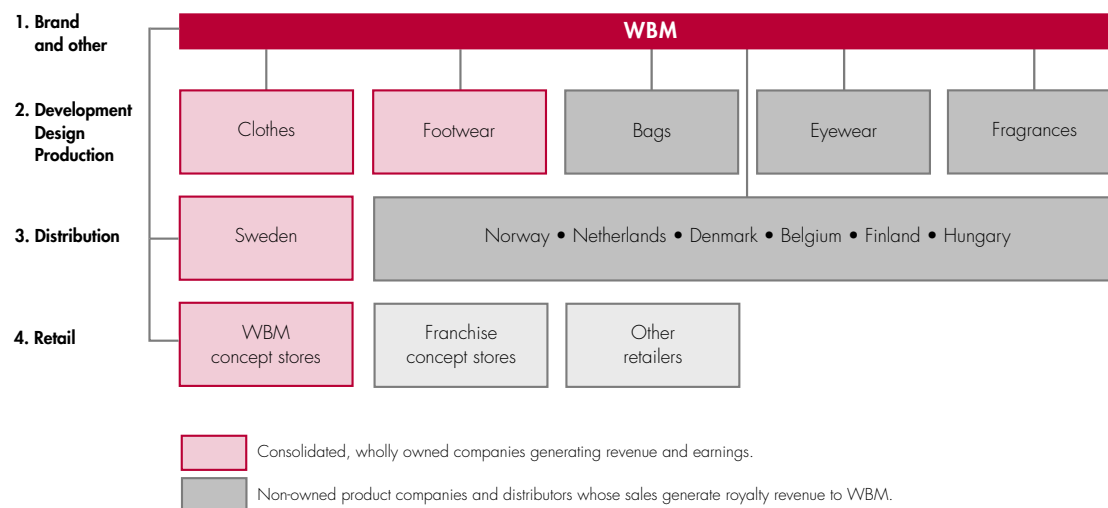 1. Brand
and other
WBM
2. Development
Design
Production
Clothes
Footwear
Bags
Eyewear
Fragrances
3. Distribution
Sweden
Norway • Netherlands • Denmark • Belgium • Finland • Hungary
4. Retail
WBM
concept stores
Franchise
concept stores
Other
retailers
Consolidated, wholly owned companies generating revenue and earnings.
Non-owned product companies and distributors whose sales generate royalty revenue to WBM.